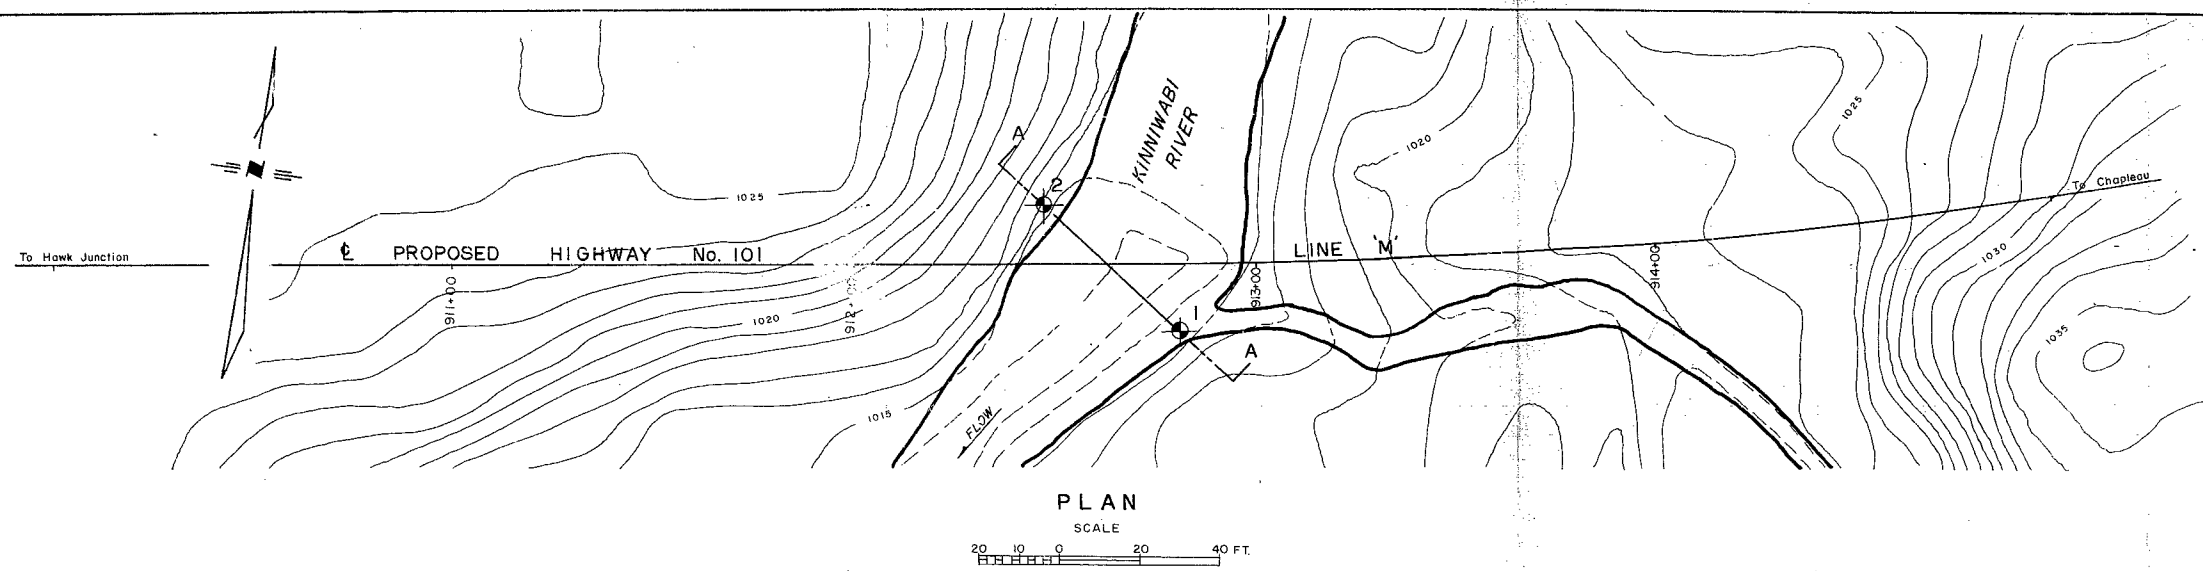 KINNIWABI
RIVER
A
2
1025
1020
1025
To Chapleau
To Hawk Junction
℄ PROPOSED HIGHWAY No. 101
LINE 'M'
1030
911+00
912+00
913+00
914+00
1020
1
A
1035
1015
FLOW
PLAN
SCALE
20 10 0 20 40 FT.